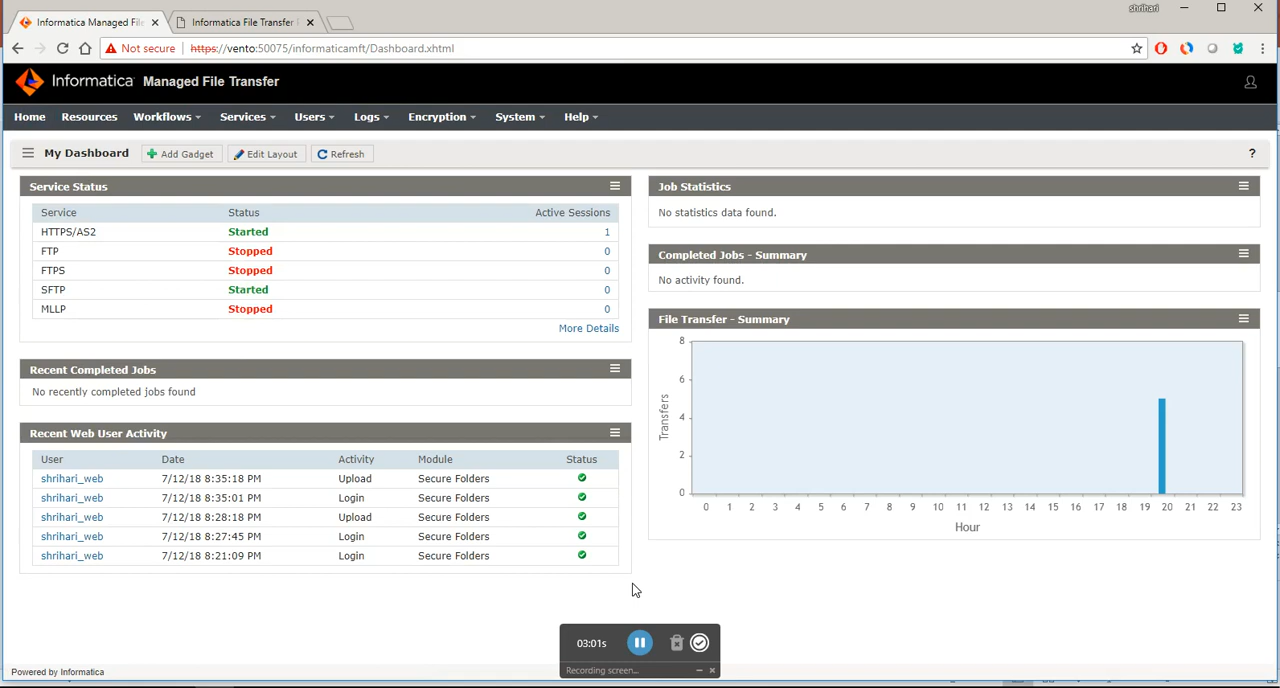 shrihari
Informatica Managed File
Informatica File Transfer
Not secure https://vento:50075/informaticamft/Dashboard.xhtml
Informatica Managed File Transfer
Home Resources Workflows Services Users Logs Encryption System Help
My Dashboard Add Gadget Edit Layout Refresh ?
Service Status
Service Status Active Sessions
HTTPS/AS2 Started 1
FTP Stopped 0
FTPS Stopped 0
SFTP Started 0
MLLP Stopped 0
More Details
Recent Completed Jobs
No recently completed jobs found
Recent Web User Activity
User Date Activity Module Status
shrihari_web 7/12/18 8:35:18 PM Upload Secure Folders
shrihari_web 7/12/18 8:35:01 PM Login Secure Folders
shrihari_web 7/12/18 8:28:18 PM Upload Secure Folders
shrihari_web 7/12/18 8:27:45 PM Login Secure Folders
shrihari_web 7/12/18 8:21:09 PM Login Secure Folders
Job Statistics
No statistics data found.
Completed Jobs - Summary
No activity found.
File Transfer - Summary
8
6
4
2
0
Transfers
0 1 2 3 4 5 6 7 8 9 10 11 12 13 14 15 16 17 18 19 20 21 22 23
Hour
03:01s
Recording screen...
Powered by Informatica